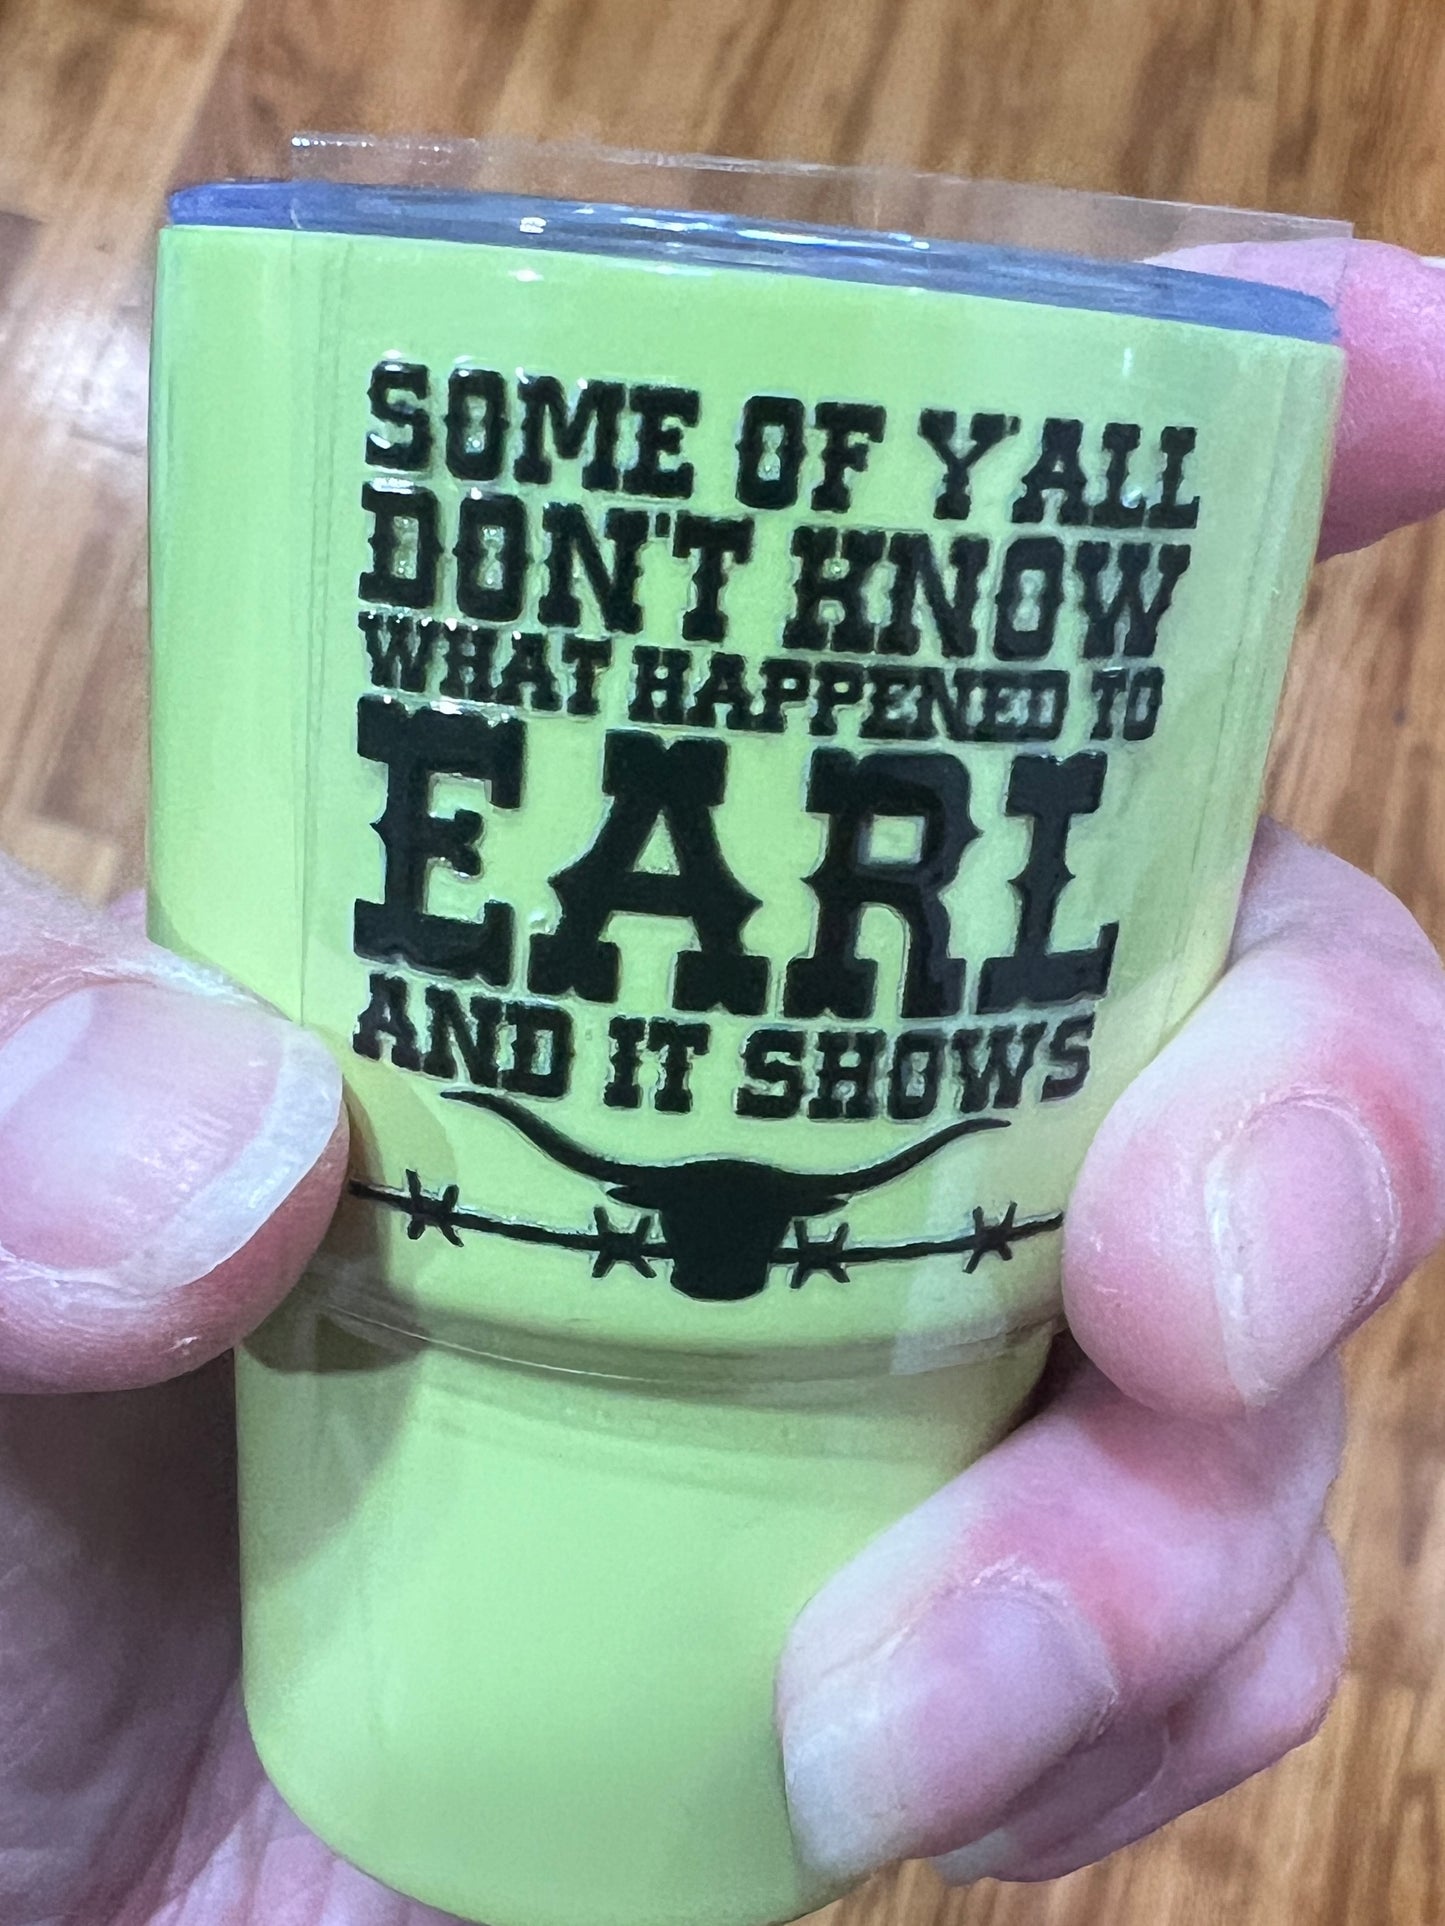 SOME OF Y'ALL
DON'T KNOW
WHAT HAPPENED TO
EARL
AND IT SHOWS